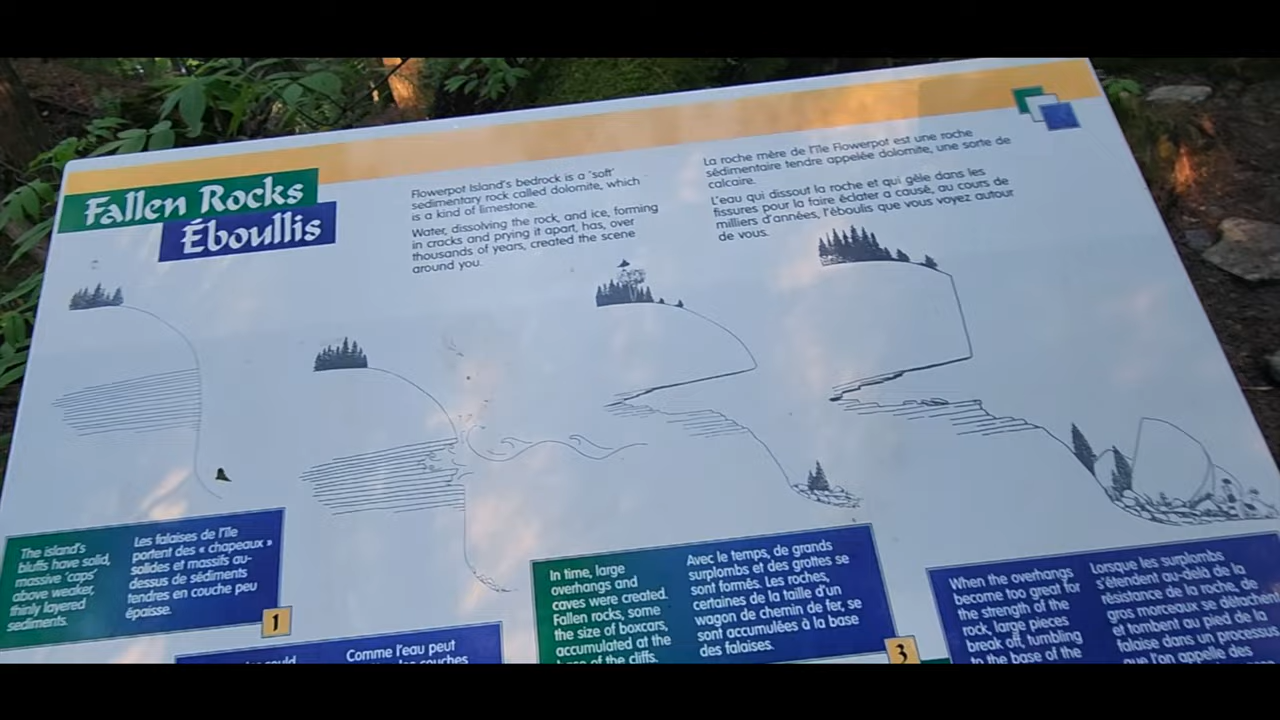 Fallen Rocks
Éboullis
Flowerpot Island's bedrock is a 'soft'
sedimentary rock called dolomite, which
is a kind of limestone.
Water, dissolving the rock, and ice, forming
in cracks and prying it apart, has, over
thousands of years, created the scene
around you.
La roche mère de l'île Flowerpot est une roche
sédimentaire tendre appelée dolomite, une sorte de
calcaire.
L'eau qui dissout la roche et qui gèle dans les
fissures pour la faire éclater a causé, au cours de
milliers d'années, l'éboulis que vous voyez autour
de vous.
The island's
bluffs have solid,
massive 'caps'
above weaker,
thinly layered
sediments.
Les falaises de l'île
portent des « chapeaux »
solides et massifs au-
dessus de sédiments
tendres en couche peu
épaisse.
1
could
Comme l'eau peut
couches
In time, large
overhangs and
caves were created.
Fallen rocks, some
the size of boxcars,
accumulated at the
base of the cliffs.
Avec le temps, de grands
surplombs et des grottes se
sont formés. Les roches,
certaines de la taille d'un
wagon de chemin de fer, se
sont accumulées à la base
des falaises.
3
When the overhangs
become too great for
the strength of the
rock, large pieces
break off, tumbling
to the base of the
Lorsque les surplombs
s'étendent au-delà de la
résistance de la roche, de
gros morceaux se détachent
et tombent au pied de la
falaise dans un processus
que l'on appelle des